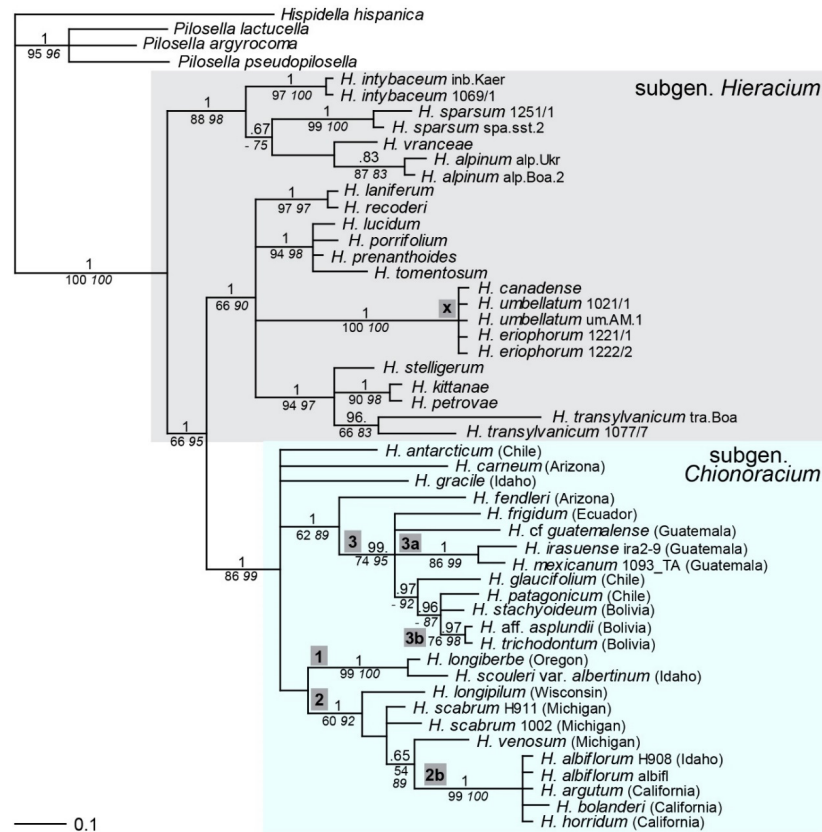 Hispidella hispanica
Pilosella lactucella
Pilosella argyrocoma
95 96
Pilosella pseudopilosella
subgen. Hieracium
1
97 100
H. intybaceum inb.Kaer
H. intybaceum 1069/1
1
88 98
1
99 100
H. sparsum 1251/1
H. sparsum spa.sst.2
.67
- 75
H. vranceae
.83
87 83
H. alpinum alp.Ukr
H. alpinum alp.Boa.2
1
97 97
H. laniferum
H. recoderi
H. lucidum
1
94 98
H. porrifolium
H. prenanthoides
H. tomentosum
1
100 100
1
66 90
H. canadense
x
H. umbellatum 1021/1
1
100 100
H. umbellatum um.AM.1
H. eriophorum 1221/1
H. eriophorum 1222/2
H. stelligerum
1
94 97
1
90 98
H. kittanae
H. petrovae
96.
66 83
H. transylvanicum tra.Boa
H. transylvanicum 1077/7
1
66 95
subgen.
Chionoracium
H. antarcticum (Chile)
H. carneum (Arizona)
H. gracile (Idaho)
H. fendleri (Arizona)
1
62 89
H. frigidum (Ecuador)
H. cf guatemalense (Guatemala)
3
99.
74 95
3a
1
86 99
H. irasuense ira2-9 (Guatemala)
H. mexicanum 1093_TA (Guatemala)
1
86 99
H. glaucifolium (Chile)
.97
- 92
H. patagonicum (Chile)
.96
- 87
H. stachyoideum (Bolivia)
3b
.97
76 98
H. aff. asplundii (Bolivia)
H. trichodontum (Bolivia)
1
1
99 100
H. longiberbe (Oregon)
H. scouleri var. albertinum (Idaho)
2
1
60 92
H. longipilum (Wisconsin)
H. scabrum H911 (Michigan)
H. scabrum 1002 (Michigan)
H. venosum (Michigan)
.65
54
89
2b
1
99 100
H. albiflorum H908 (Idaho)
H. albiflorum albifl
H. argutum (California)
H. bolanderi (California)
H. horridum (California)
0.1